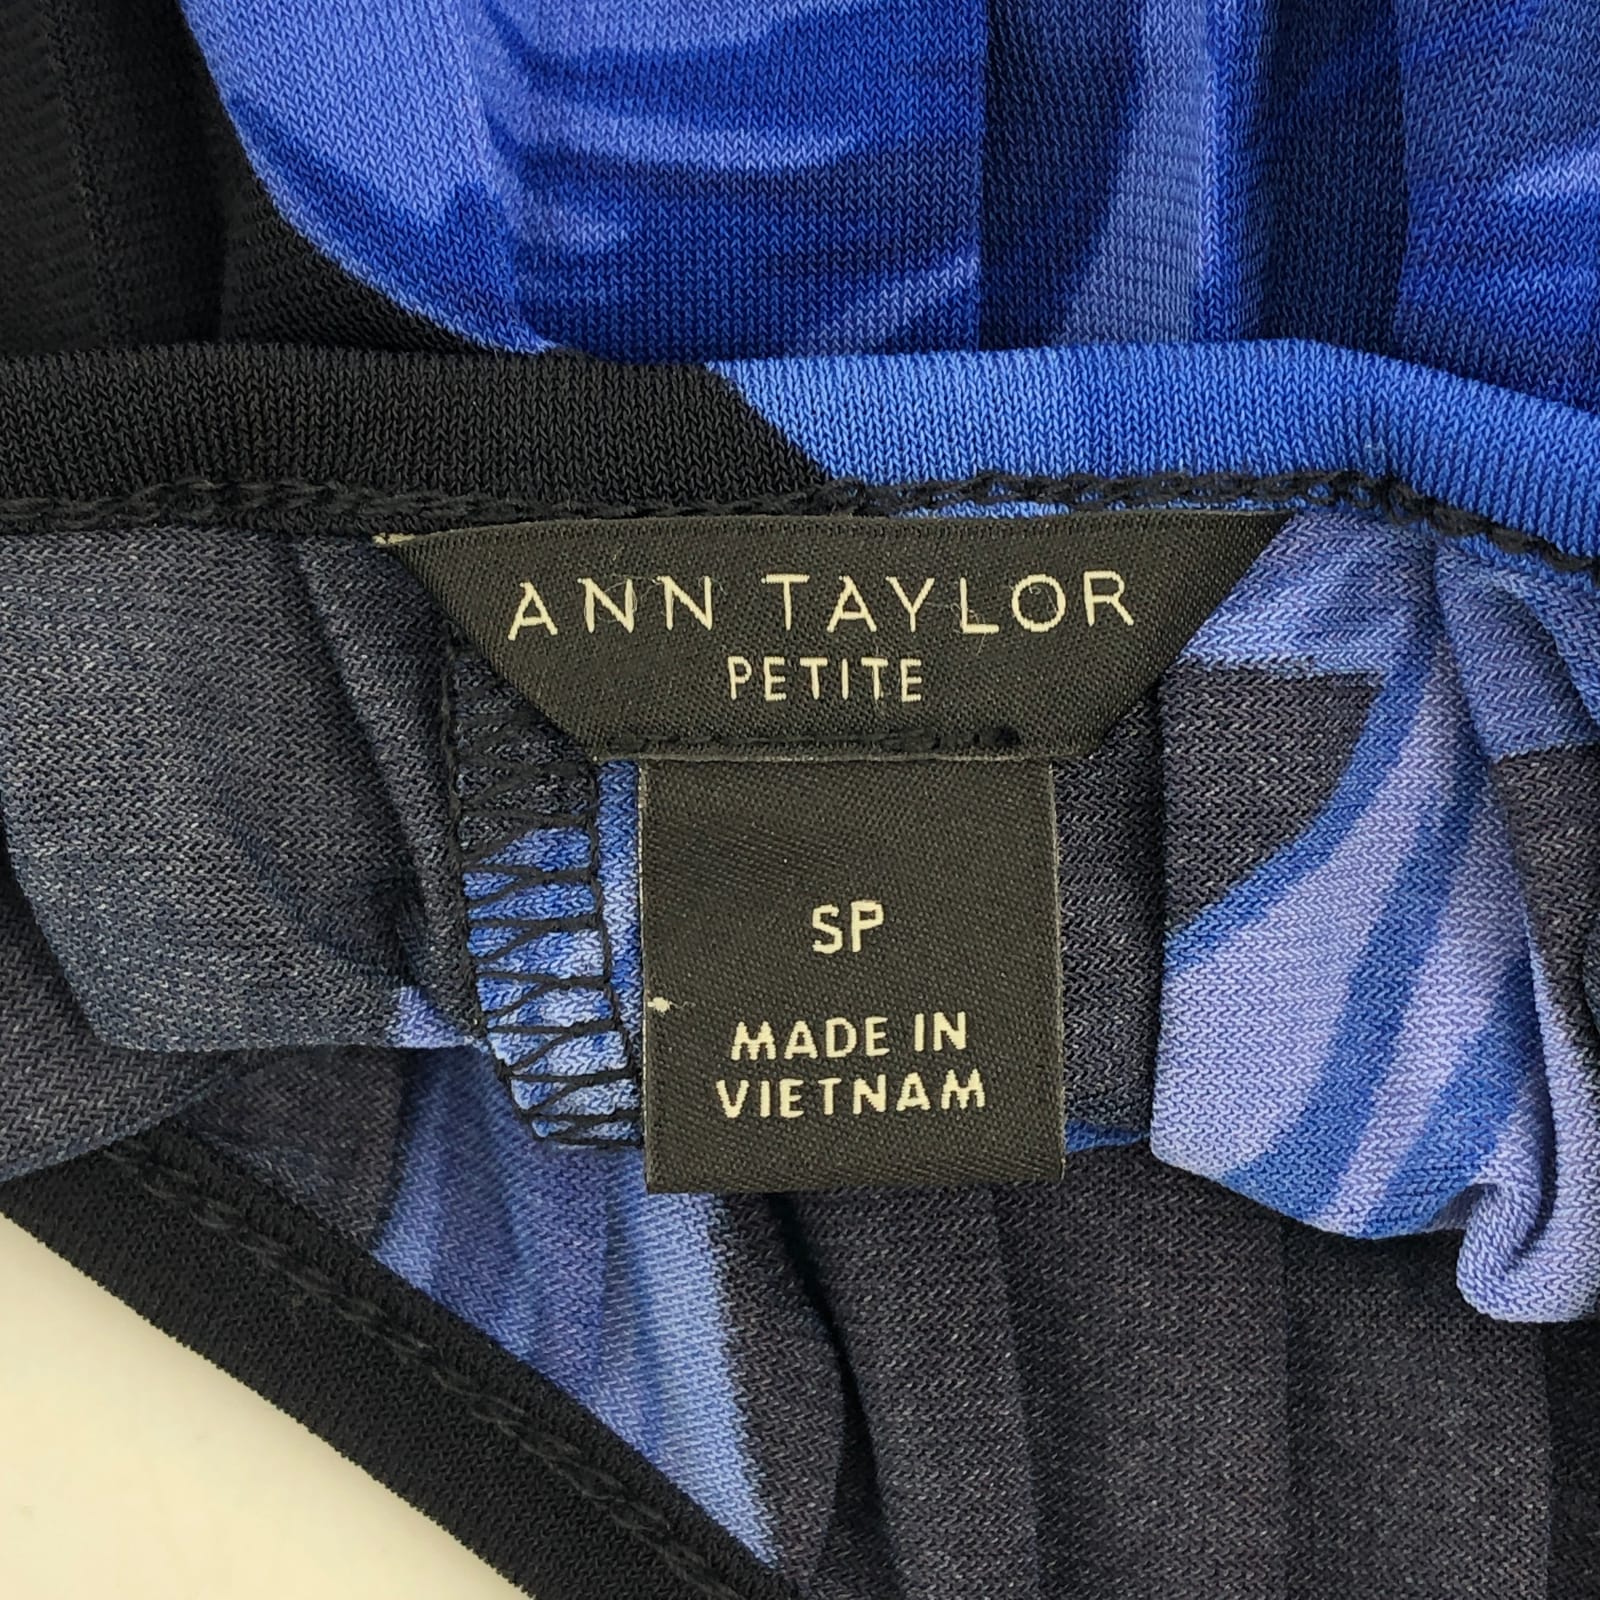 ANN TAYLOR
PETITE
SP
MADE IN
VIETNAM